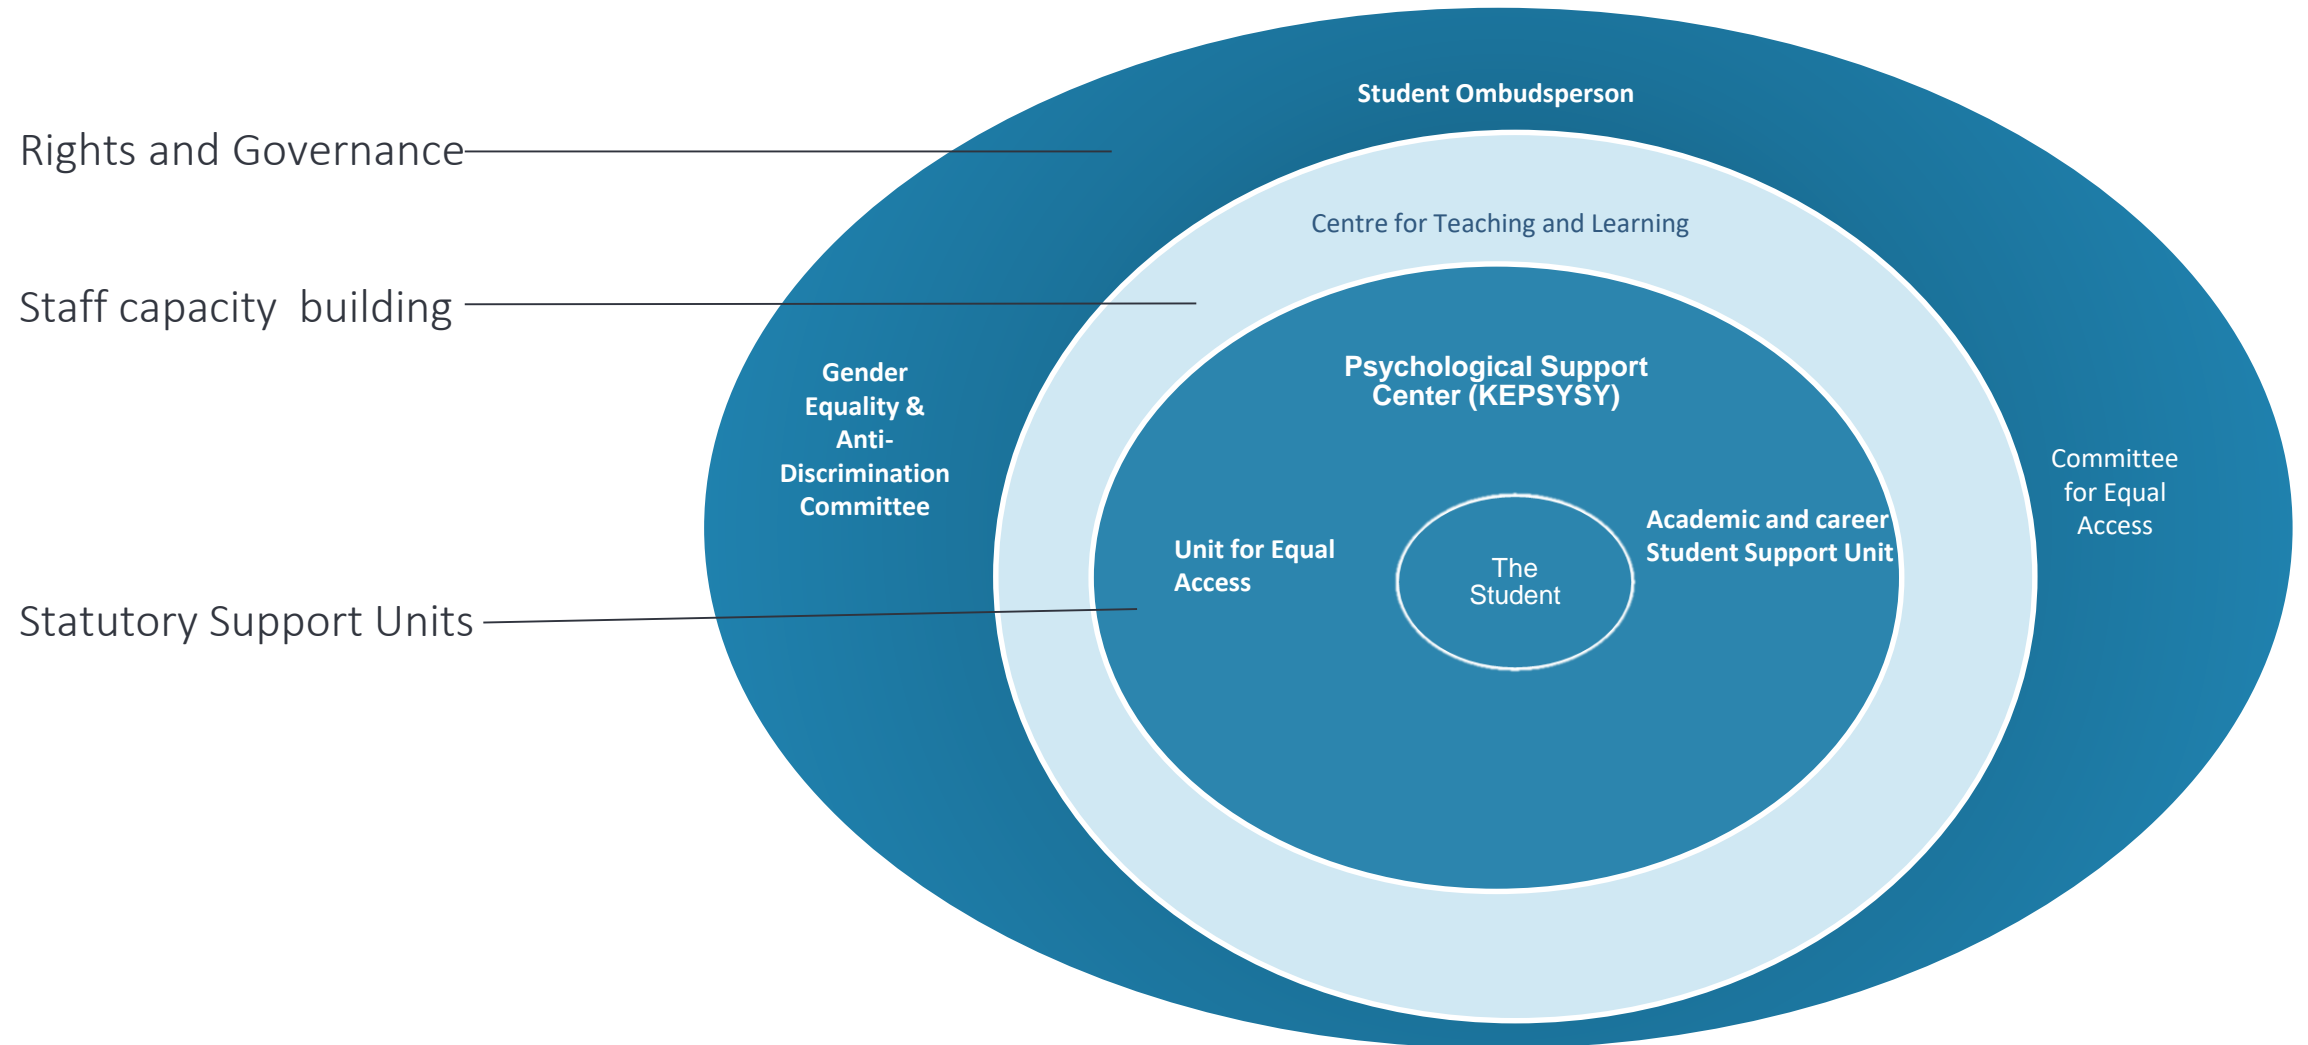 Rights and Governance
Staff capacity  building
Statutory Support Units
Student Ombudsperson
Centre for Teaching and Learning
Psychological Support
Center (KEPSYSY)
Gender
Equality &
Anti-
Discrimination
Committee
Unit for Equal
Access
The
Student
Academic and career
Student Support Unit
Committee
for Equal
Access